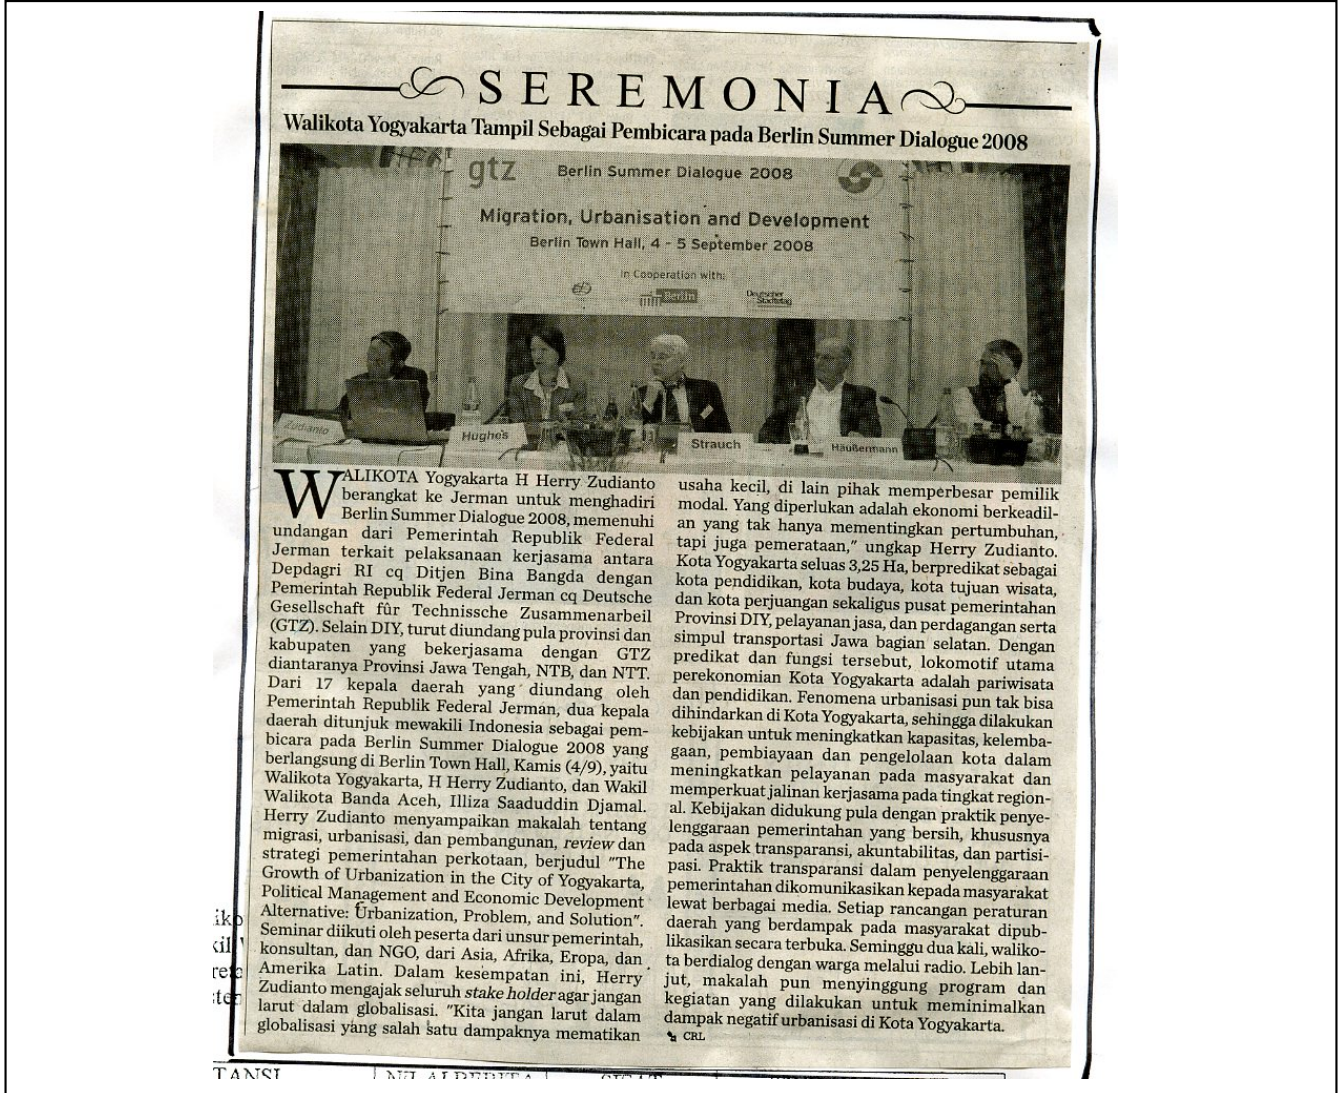 SEREMONIA
Walikota Yogyakarta Tampil Sebagai Pembicara pada Berlin Summer Dialogue 2008
gtz
Berlin Summer Dialogue 2008
Migration, Urbanisation and Development
Berlin Town Hall, 4 - 5 September 2008
in Cooperation with:
Berlin
Deutscher
Städtetag
Zudianto
Hughes
Strauch
Häußermann
WALIKOTA Yogyakarta H Herry Zudianto
berangkat ke Jerman untuk menghadiri
Berlin Summer Dialogue 2008, memenuhi
undangan dari Pemerintah Republik Federal
Jerman terkait pelaksanaan kerjasama antara
Depdagri RI cq Ditjen Bina Bangda dengan
Pemerintah Republik Federal Jerman cq Deutsche
Gesellschaft fûr Technissche Zusammenarbeil
(GTZ). Selain DIY, turut diundang pula provinsi dan
kabupaten yang bekerjasama dengan GTZ
diantaranya Provinsi Jawa Tengah, NTB, dan NTT.
Dari 17 kepala daerah yang diundang oleh
Pemerintah Republik Federal Jerman, dua kepala
daerah ditunjuk mewakili Indonesia sebagai pem-
bicara pada Berlin Summer Dialogue 2008 yang
berlangsung di Berlin Town Hall, Kamis (4/9), yaitu
Walikota Yogyakarta, H Herry Zudianto, dan Wakil
Walikota Banda Aceh, Illiza Saaduddin Djamal.
Herry Zudianto menyampaikan makalah tentang
migrasi, urbanisasi, dan pembangunan, review dan
strategi pemerintahan perkotaan, berjudul "The
Growth of Urbanization in the City of Yogyakarta,
Political Management and Economic Development
Alternative: Urbanization, Problem, and Solution".
Seminar diikuti oleh peserta dari unsur pemerintah,
konsultan, dan NGO, dari Asia, Afrika, Eropa, dan
Amerika Latin. Dalam kesempatan ini, Herry
Zudianto mengajak seluruh stake holder agar jangan
larut dalam globalisasi. "Kita jangan larut dalam
globalisasi yang salah satu dampaknya mematikan
usaha kecil, di lain pihak memperbesar pemilik
modal. Yang diperlukan adalah ekonomi berkeadil-
an yang tak hanya mementingkan pertumbuhan,
tapi juga pemerataan," ungkap Herry Zudianto.
Kota Yogyakarta seluas 3,25 Ha, berpredikat sebagai
kota pendidikan, kota budaya, kota tujuan wisata,
dan kota perjuangan sekaligus pusat pemerintahan
Provinsi DIY, pelayanan jasa, dan perdagangan serta
simpul transportasi Jawa bagian selatan. Dengan
predikat dan fungsi tersebut, lokomotif utama
perekonomian Kota Yogyakarta adalah pariwisata
dan pendidikan. Fenomena urbanisasi pun tak bisa
dihindarkan di Kota Yogyakarta, sehingga dilakukan
kebijakan untuk meningkatkan kapasitas, kelemba-
gaan, pembiayaan dan pengelolaan kota dalam
meningkatkan pelayanan pada masyarakat dan
memperkuat jalinan kerjasama pada tingkat region-
al. Kebijakan didukung pula dengan praktik penye-
lenggaraan pemerintahan yang bersih, khususnya
pada aspek transparansi, akuntabilitas, dan partisi-
pasi. Praktik transparansi dalam penyelenggaraan
pemerintahan dikomunikasikan kepada masyarakat
lewat berbagai media. Setiap rancangan peraturan
daerah yang berdampak pada masyarakat dipub-
likasikan secara terbuka. Seminggu dua kali, waliko-
ta berdialog dengan warga melalui radio. Lebih lan-
jut, makalah pun menyinggung program dan
kegiatan yang dilakukan untuk meminimalkan
dampak negatif urbanisasi di Kota Yogyakarta.
CRL